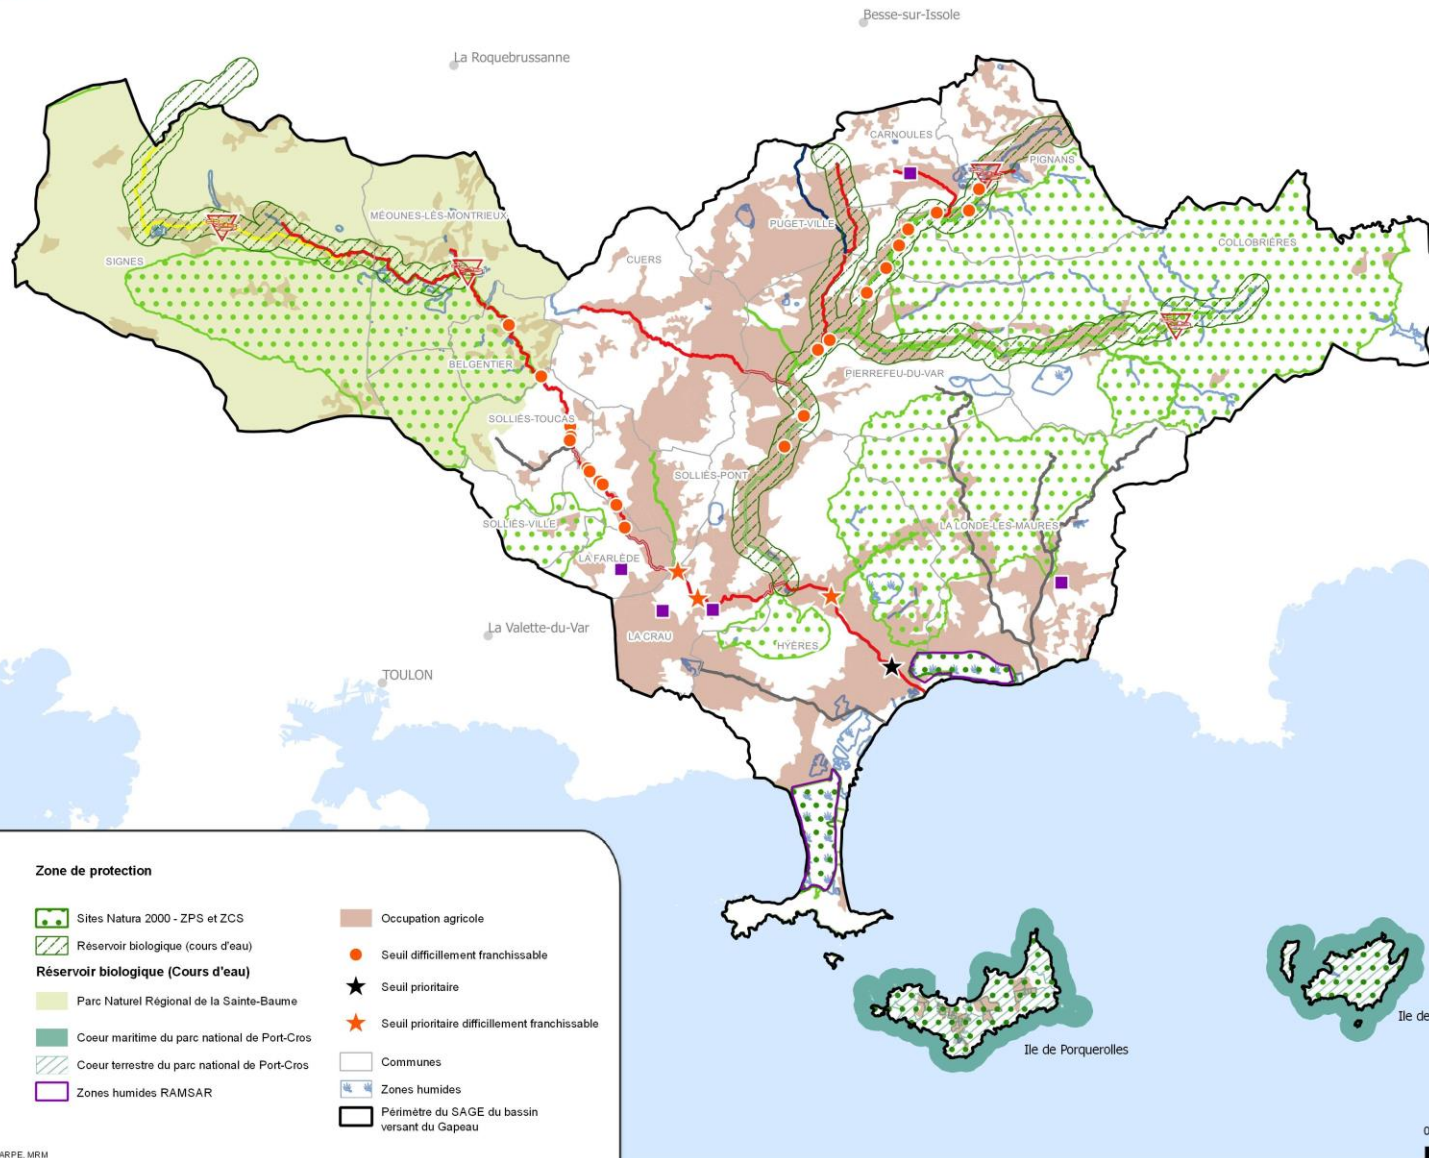 Besse-sur-Issole
La Roquebrussanne
CARNOULES
PIGNANS
MÉOUNES-LÈS-MONTRIEUX
PUGET-VILLE
COLLOBRIÈRES
SIGNES
CUERS
BELGENTIER
PIERREFEU-DU-VAR
SOLLIÈS-TOUCAS
SOLLIÈS-PONT
SOLLIÈS-VILLE
LA LONDE-LES-MAURES
LA FARLÈDE
La Valette-du-Var
LA CRAU
HYÈRES
TOULON
Zone de protection
Sites Natura 2000 - ZPS et ZCS
Réservoir biologique (cours d'eau)
Réservoir biologique (Cours d'eau)
Parc Naturel Régional de la Sainte-Baume
Coeur maritime du parc national de Port-Cros
Coeur terrestre du parc national de Port-Cros
Zones humides RAMSAR
Occupation agricole
Seuil difficillement franchissable
Seuil prioritaire
Seuil prioritaire difficillement franchissable
Communes
Zones humides
Périmètre du SAGE du bassin
versant du Gapeau
Ile de
Ile de Porquerolles
0
ARPE, MRM